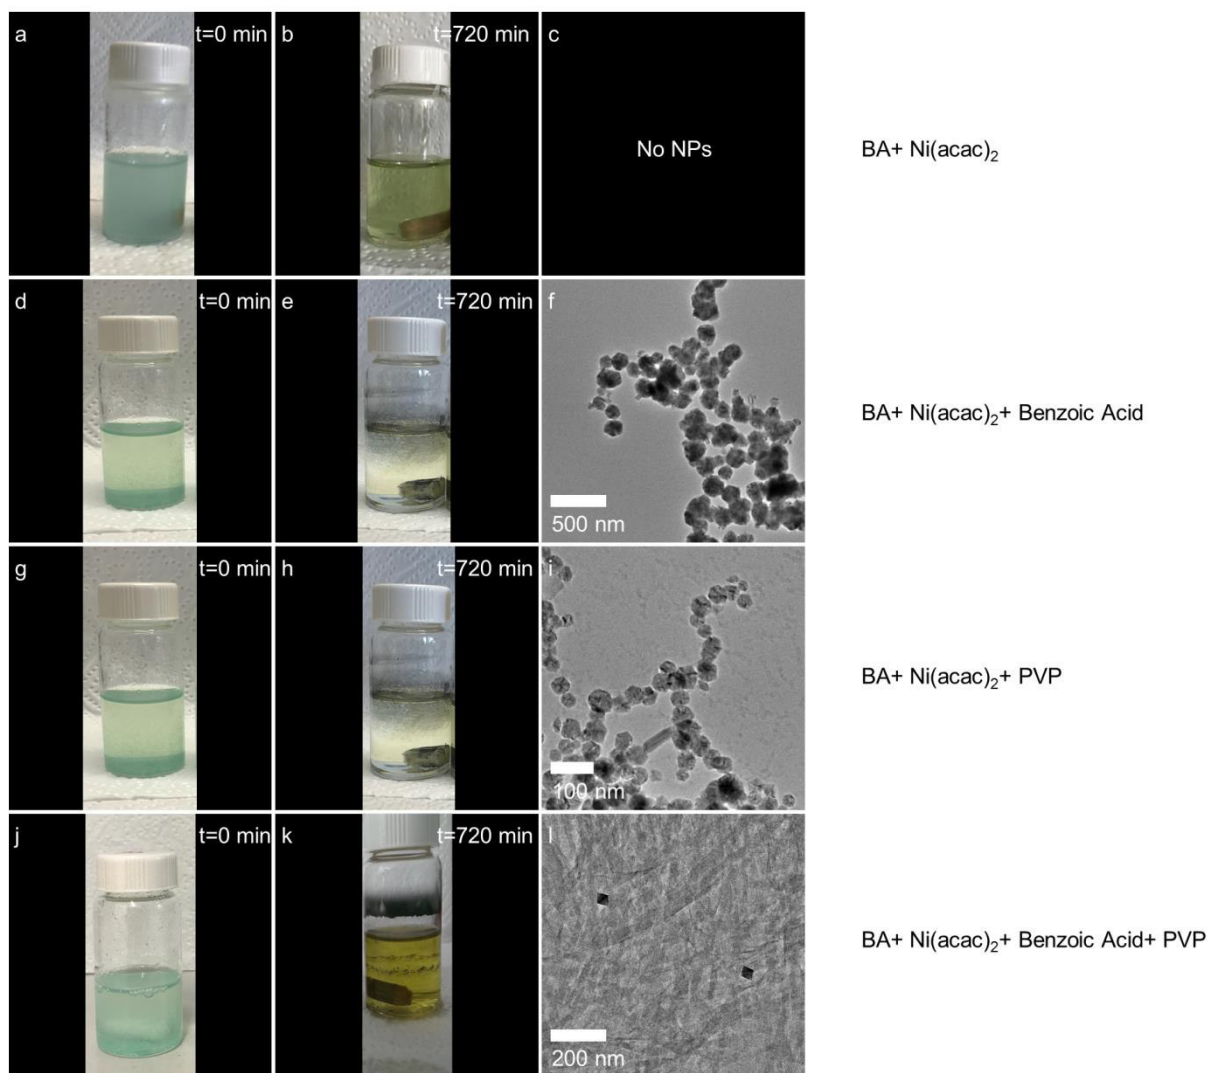 a t=0 min
b t=720 min
c
No NPs
BA+ Ni(acac)₂
d t=0 min
e t=720 min
f
500 nm
BA+ Ni(acac)₂+ Benzoic Acid
g t=0 min
h t=720 min
i
100 nm
BA+ Ni(acac)₂+ PVP
j t=0 min
k t=720 min
l
200 nm
BA+ Ni(acac)₂+ Benzoic Acid+ PVP